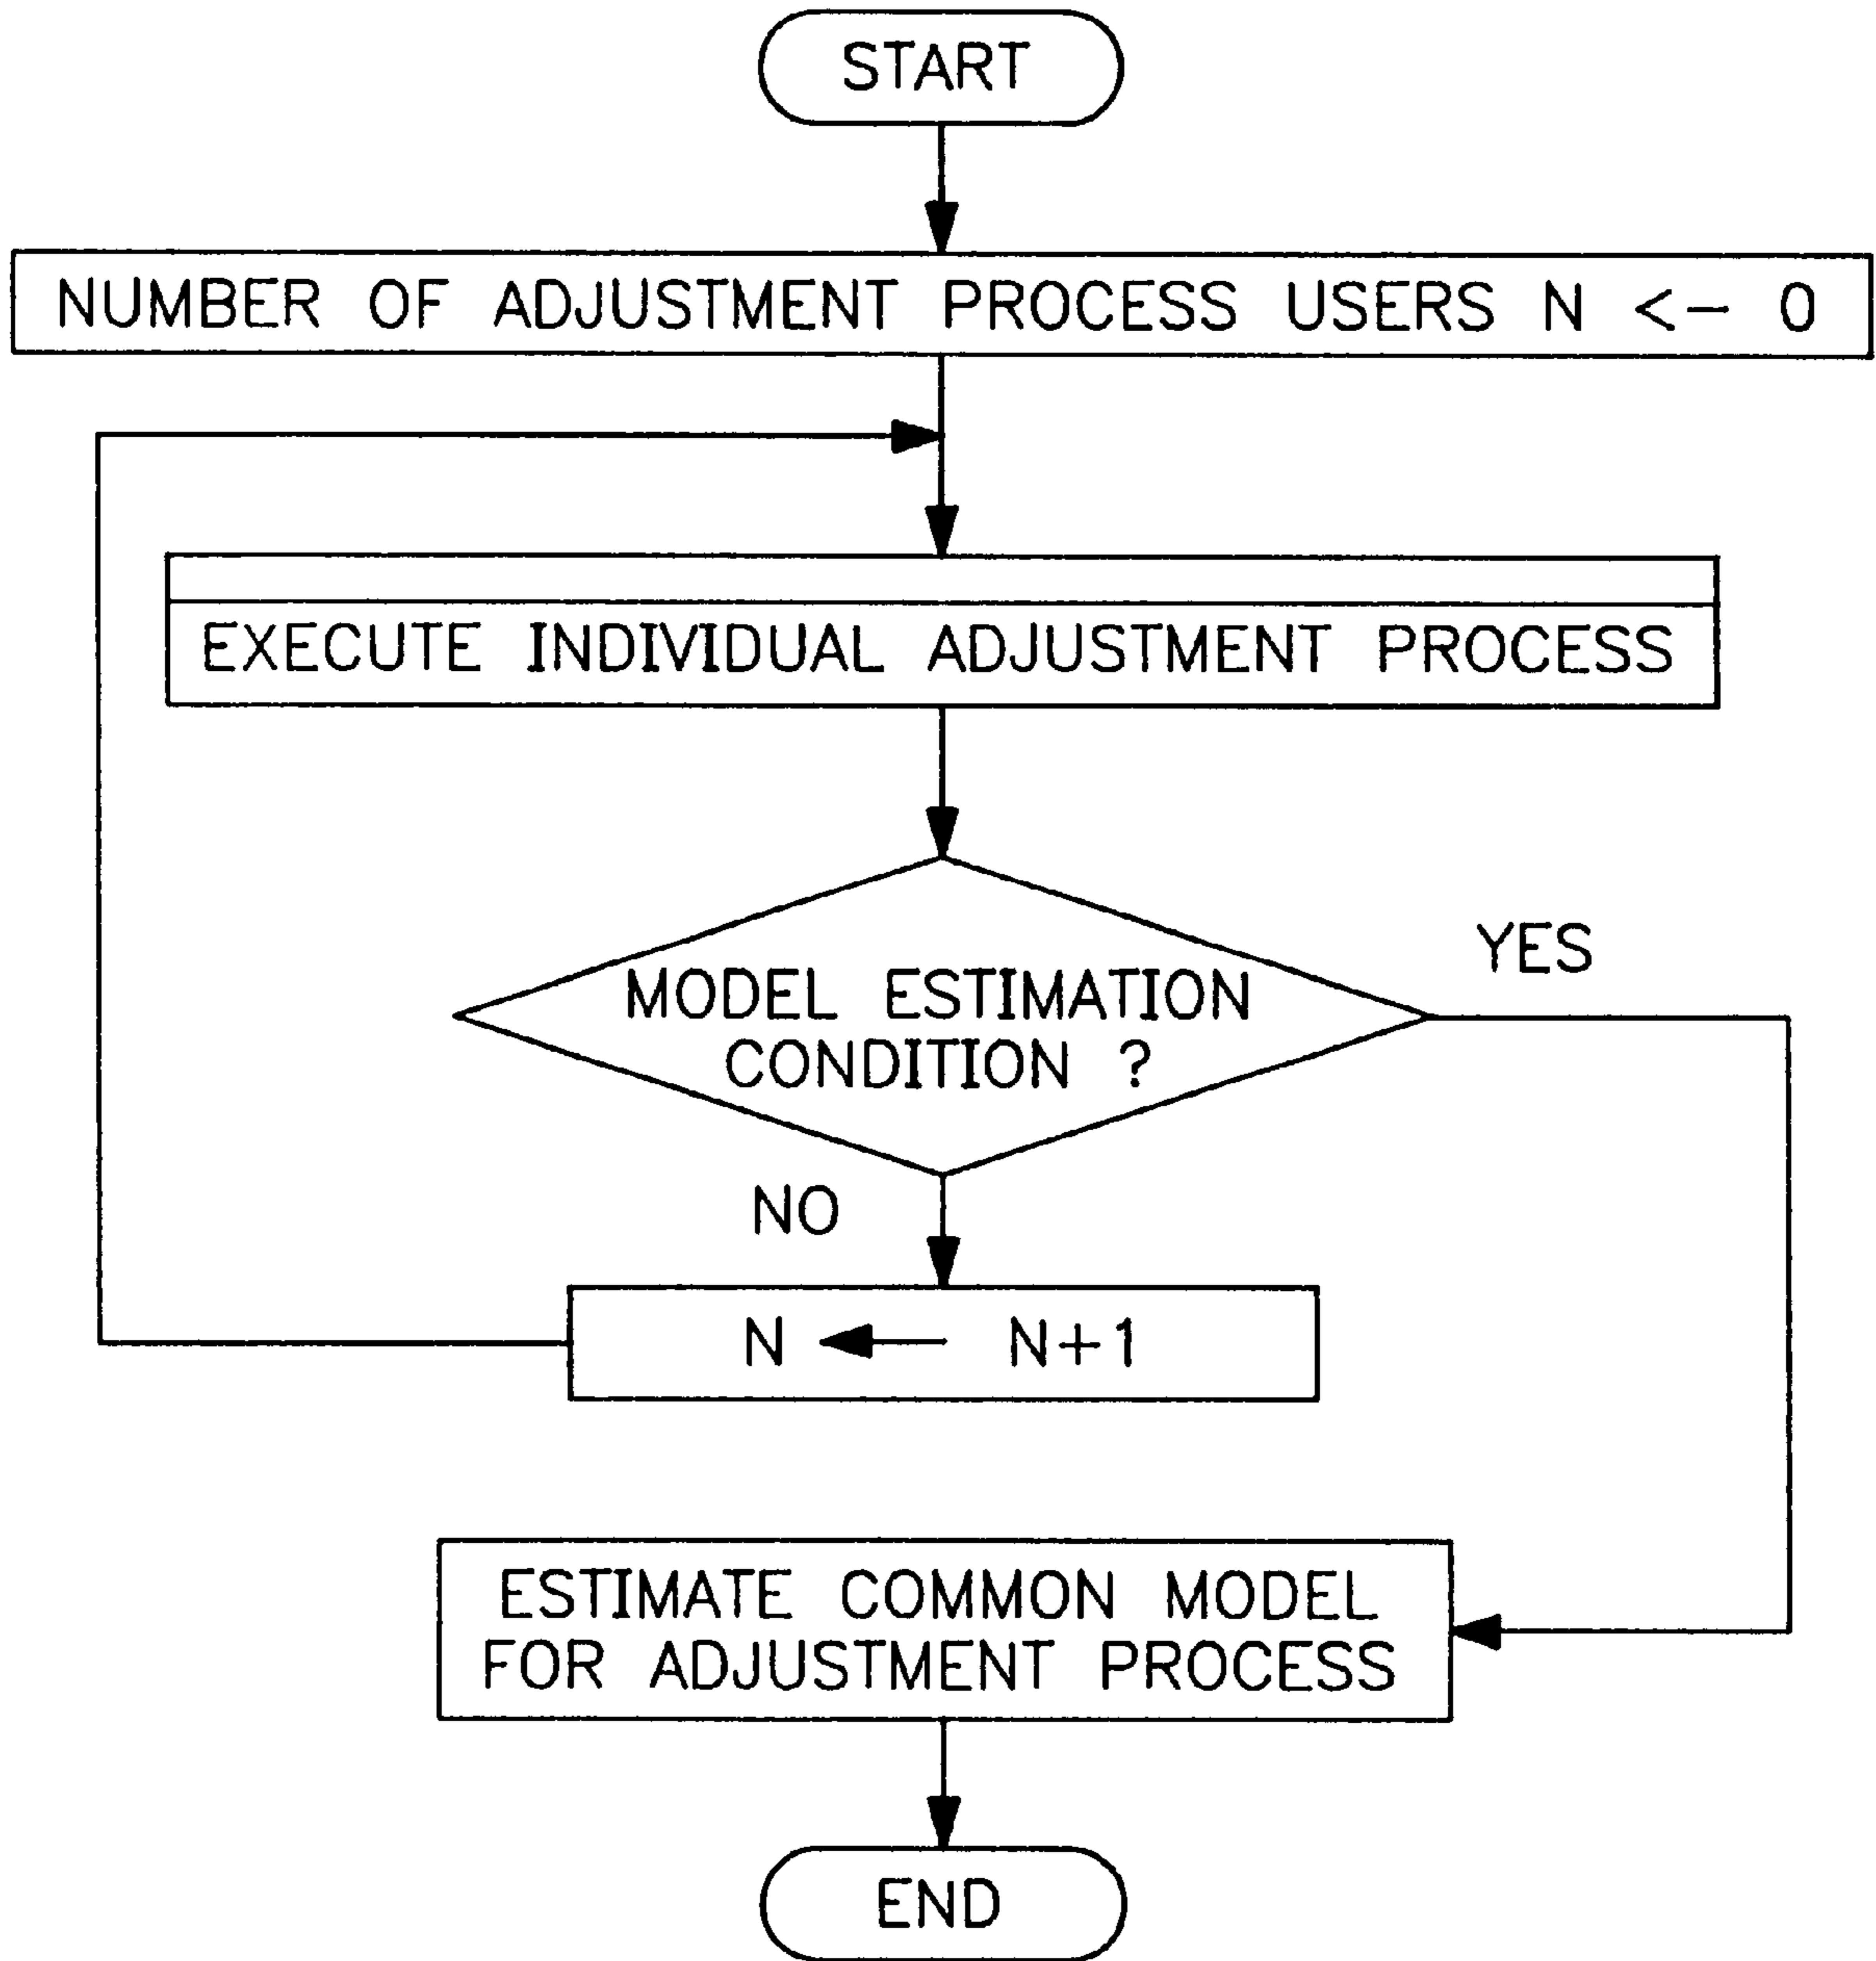 START
NUMBER OF ADJUSTMENT PROCESS USERS N <- 0
EXECUTE INDIVIDUAL ADJUSTMENT PROCESS
YES
MODEL ESTIMATION
CONDITION ?
NO
N ← N+1
ESTIMATE COMMON MODEL
FOR ADJUSTMENT PROCESS
END